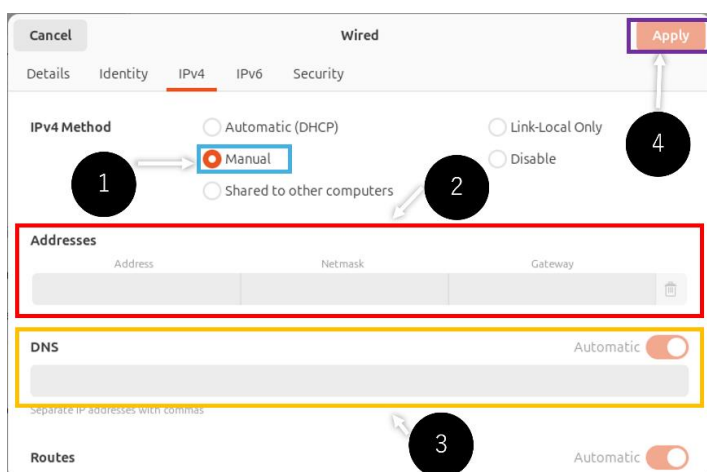 Cancel Wired Apply
Details Identity IPv4 IPv6 Security
IPv4 Method Automatic (DHCP) Link-Local Only
4
1 Manual Disable
2
Shared to other computers
Addresses
Address Netmask Gateway
DNS Automatic
Separate IP addresses with commas
3
Routes Automatic